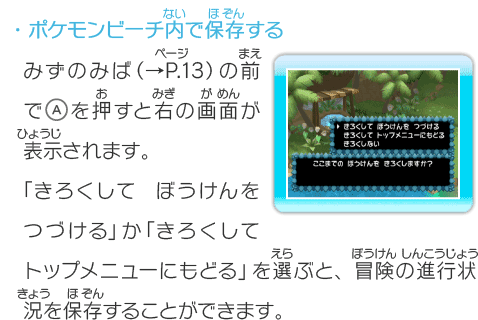 ・ポケモンビーチ内で保存する
みずのみば(→P.13)の前
でⒶを押すと右の画面が
表示されます。
「きろくして　ぼうけんを
つづける」か「きろくして
トップメニューにもどる」を選ぶと、冒険の進行状
況を保存することができます。
きろくして ぼうけんを つづける
きろくして トップメニューにもどる
きろくしない
ここまでの ぼうけんを きろくしますか?